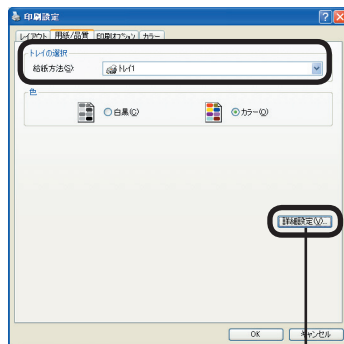 印刷設定
レイアウト 用紙/品質 印刷オプション カラー
トレイの選択
給紙方法(S): トレイ1
色
白黒(C) カラー(O)
詳細設定(V)...
OK キャンセル